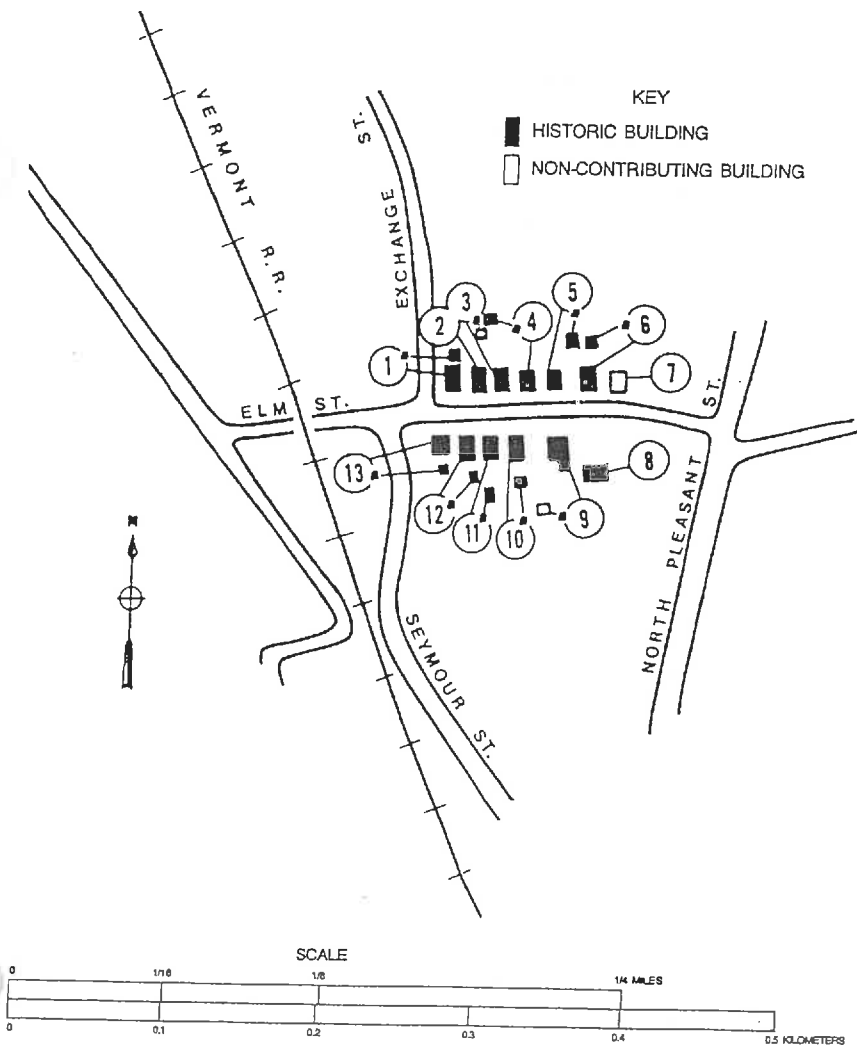 KEY
HISTORIC BUILDING
NON-CONTRIBUTING BUILDING
VERMONT R.R.
EXCHANGE ST.
3
5
2
4
6
1
7
ELM ST.
ST.
13
8
12
11
10
9
NORTH PLEASANT
SEYMOUR ST.
N
SCALE
0 1/16 1/8 1/4 MILES
0 0.1 0.2 0.3 0.4 0.5 KILOMETERS